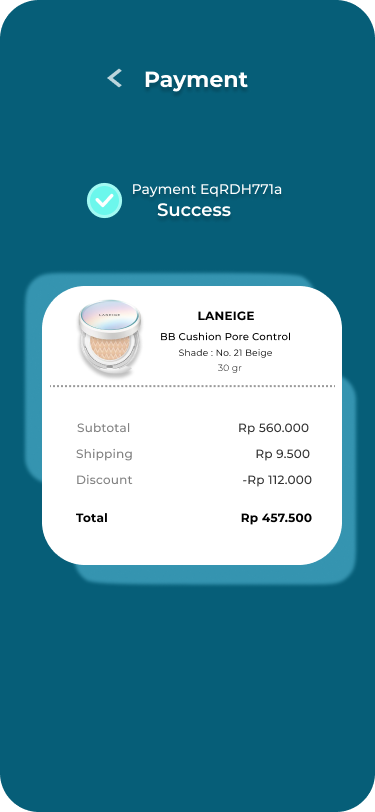 Payment
Payment EqRDH771a
Success
LANEIGE
LANEIGE
BB Cushion Pore Control
Shade : No. 21 Beige
30 gr
Subtotal Rp 560.000
Shipping Rp 9.500
Discount -Rp 112.000
Total Rp 457.500